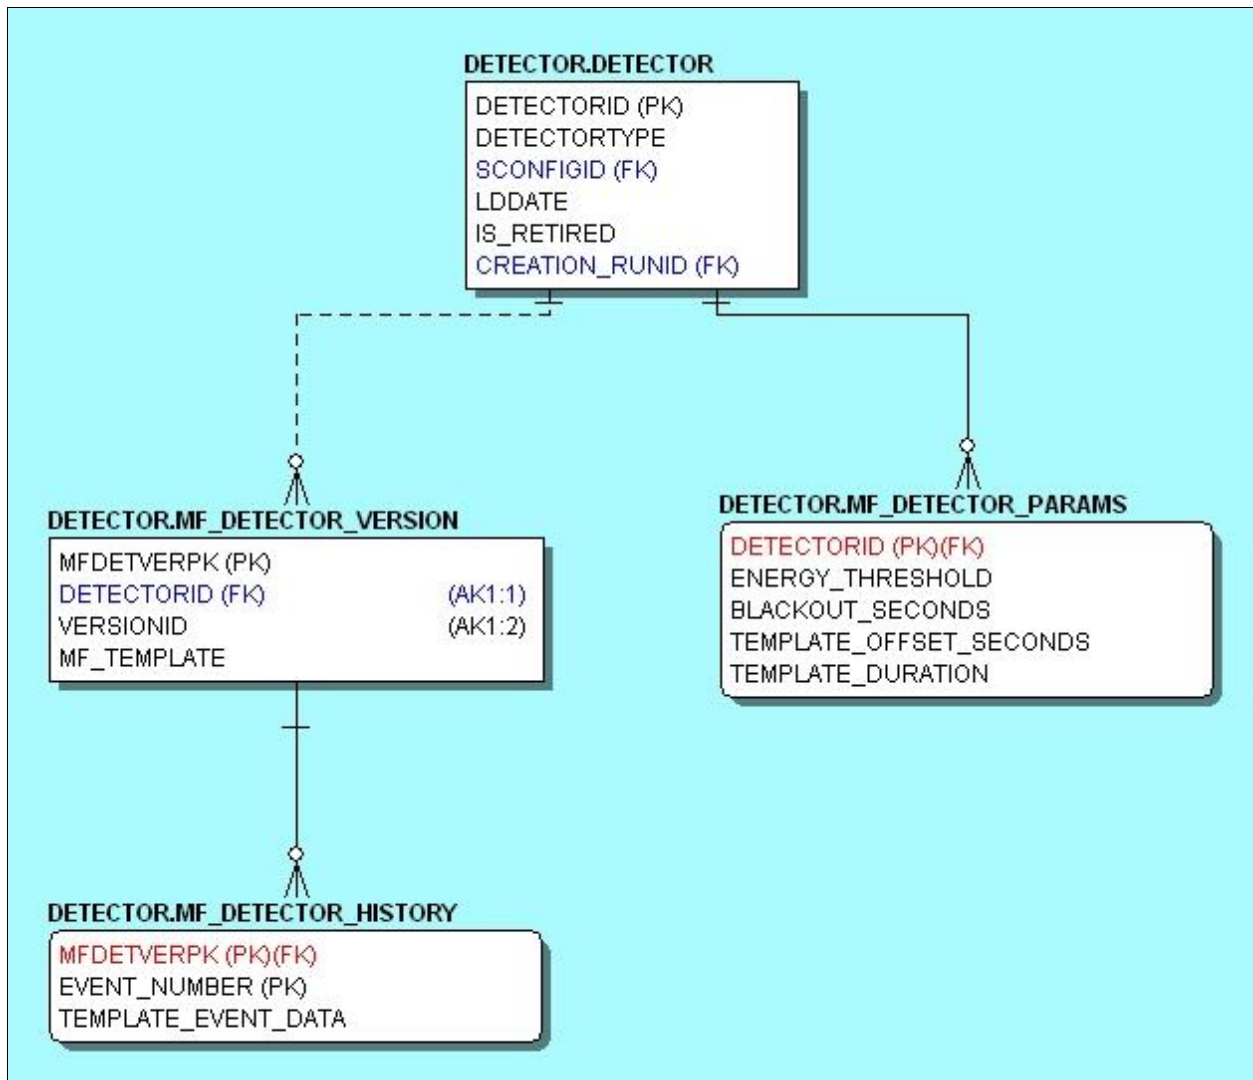 DETECTOR.DETECTOR
DETECTORID (PK)
DETECTORTYPE
SCONFIGID (FK)
LDDATE
IS_RETIRED
CREATION_RUNID (FK)
DETECTOR.MF_DETECTOR_VERSION
MFDETVERPK (PK)
DETECTORID (FK) (AK1:1)
VERSIONID (AK1:2)
MF_TEMPLATE
DETECTOR.MF_DETECTOR_PARAMS
DETECTORID (PK)(FK)
ENERGY_THRESHOLD
BLACKOUT_SECONDS
TEMPLATE_OFFSET_SECONDS
TEMPLATE_DURATION
DETECTOR.MF_DETECTOR_HISTORY
MFDETVERPK (PK)(FK)
EVENT_NUMBER (PK)
TEMPLATE_EVENT_DATA